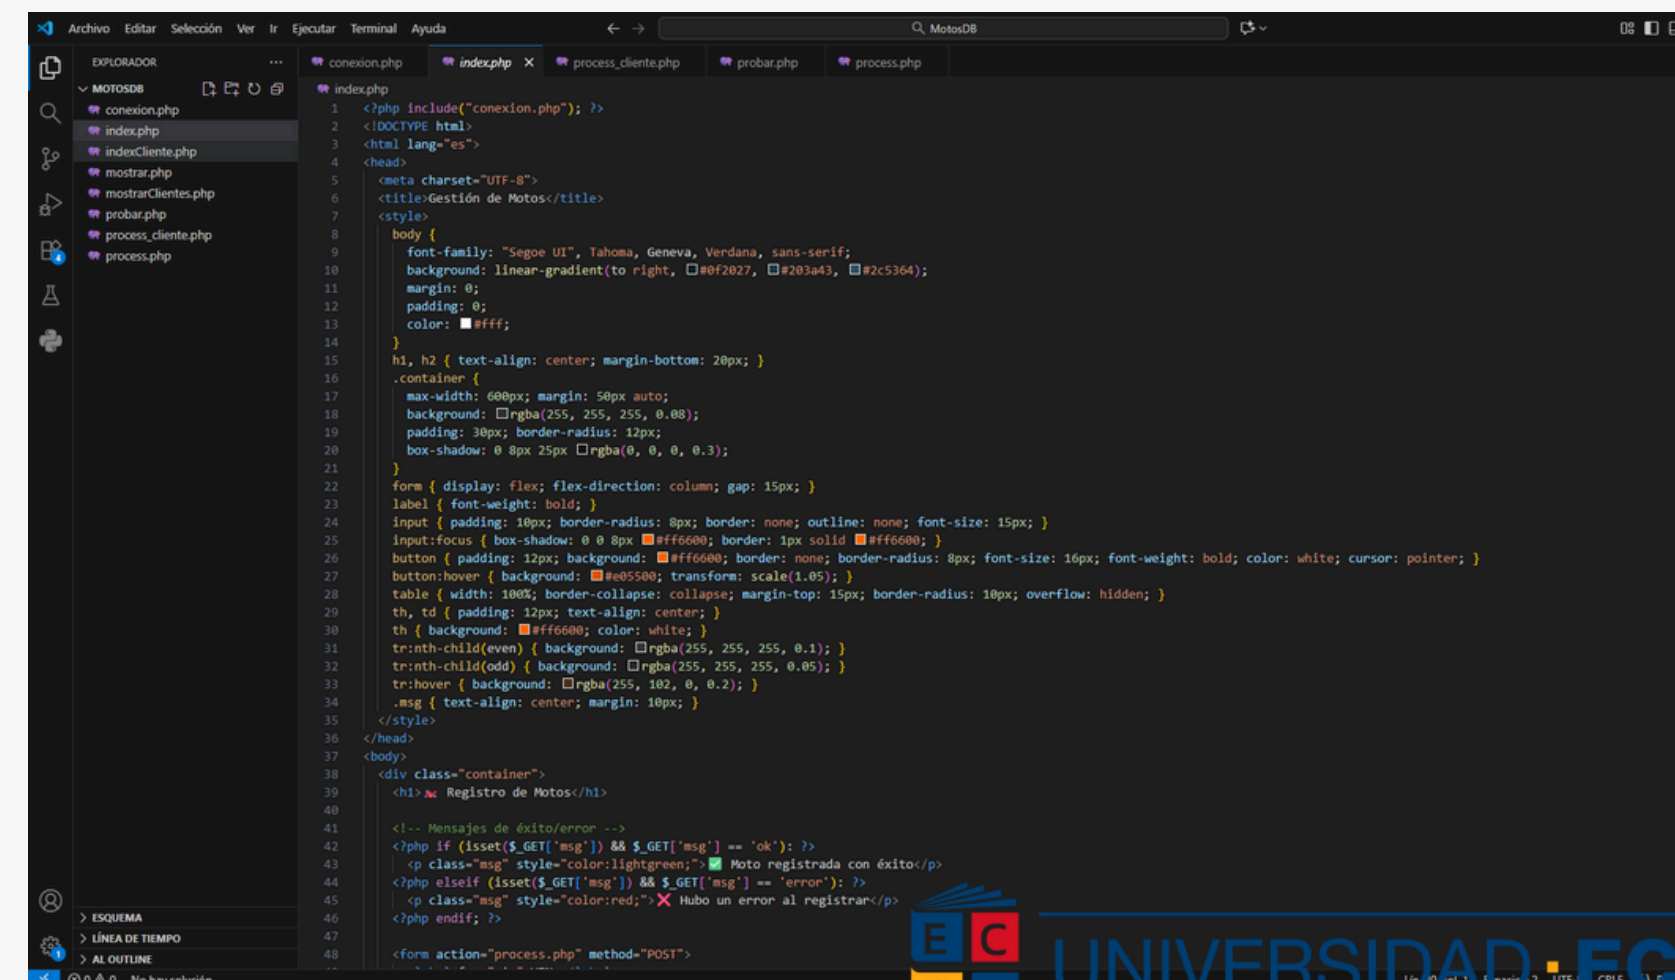 Archivo Editar Selección Ver Ir Ejecutar Terminal Ayuda
MotosDB
EXPLORADOR
MOTOSDB
conexion.php
index.php
indexCliente.php
mostrar.php
mostrarClientes.php
probar.php
process_cliente.php
process.php
ESQUEMA
LÍNEA DE TIEMPO
AL OUTLINE
conexion.php index.php process_cliente.php probar.php process.php
index.php
1 <?php include("conexion.php"); ?>
2 <!DOCTYPE html>
3 <html lang="es">
4 <head>
5 <meta charset="UTF-8">
6 <title>Gestión de Motos</title>
7 <style>
8 body {
9 font-family: "Segoe UI", Tahoma, Geneva, Verdana, sans-serif;
10 background: linear-gradient(to right, #0f2027, #203a43, #2c5364);
11 margin: 0;
12 padding: 0;
13 color: #fff;
14 }
15 h1, h2 { text-align: center; margin-bottom: 20px; }
16 .container {
17 max-width: 600px; margin: 50px auto;
18 background: rgba(255, 255, 255, 0.08);
19 padding: 30px; border-radius: 12px;
20 box-shadow: 0 8px 25px rgba(0, 0, 0, 0.3);
21 }
22 form { display: flex; flex-direction: column; gap: 15px; }
23 label { font-weight: bold; }
24 input { padding: 10px; border-radius: 8px; border: none; outline: none; font-size: 15px; }
25 input:focus { box-shadow: 0 0 8px #ff6600; border: 1px solid #ff6600; }
26 button { padding: 12px; background: #ff6600; border: none; border-radius: 8px; font-size: 16px; font-weight: bold; color: white; cursor: pointer; }
27 button:hover { background: #e05500; transform: scale(1.05); }
28 table { width: 100%; border-collapse: collapse; margin-top: 15px; border-radius: 10px; overflow: hidden; }
29 th, td { padding: 12px; text-align: center; }
30 th { background: #ff6600; color: white; }
31 tr:nth-child(even) { background: rgba(255, 255, 255, 0.1); }
32 tr:nth-child(odd) { background: rgba(255, 255, 255, 0.05); }
33 tr:hover { background: rgba(255, 102, 0, 0.2); }
34 .msg { text-align: center; margin: 10px; }
35 </style>
36 </head>
37 <body>
38 <div class="container">
39 <h1>🏍️ Registro de Motos</h1>
40
41 <!-- Mensajes de éxito/error -->
42 <?php if (isset($_GET['msg']) && $_GET['msg'] == 'ok'): ?>
43 <p class="msg" style="color:lightgreen;">✅ Moto registrada con éxito</p>
44 <?php elseif (isset($_GET['msg']) && $_GET['msg'] == 'error'): ?>
45 <p class="msg" style="color:red;">❌ Hubo un error al registrar</p>
46 <?php endif; ?>
47
48 <form action="process.php" method="POST">
EC
UNIVERSIDAD EC